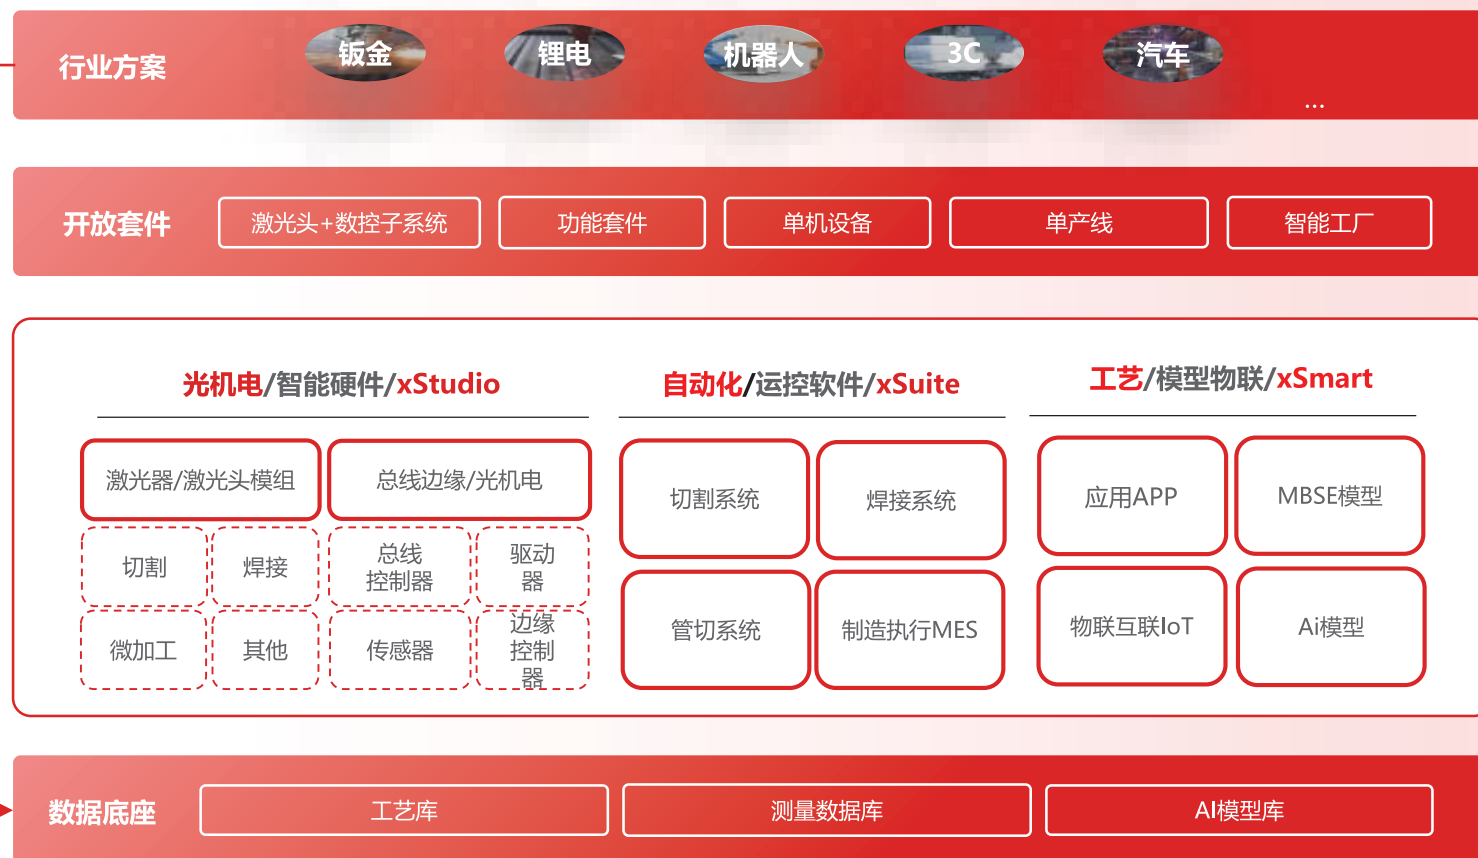 行业方案
钣金
锂电
机器人
3C
汽车
...
开放套件
激光头+数控子系统
功能套件
单机设备
单产线
智能工厂
光机电/智能硬件/xStudio
自动化/运控软件/xSuite
工艺/模型物联/xSmart
激光器/激光头模组
总线边缘/光机电
切割
焊接
总线
控制器
驱动
器
微加工
其他
传感器
边缘
控制
器
切割系统
焊接系统
管切系统
制造执行MES
应用APP
MBSE模型
物联互联IoT
Ai模型
数据底座
工艺库
测量数据库
AI模型库